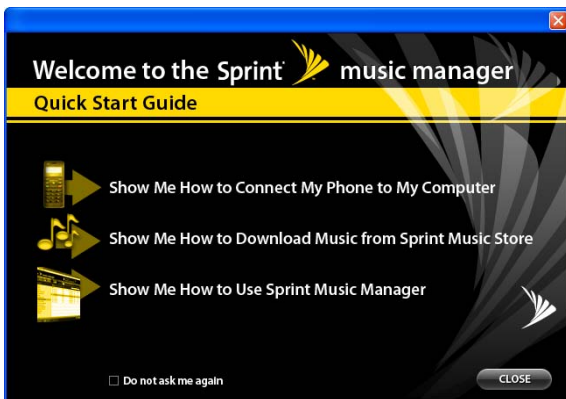 Welcome to the Sprint music manager
Quick Start Guide
Show Me How to Connect My Phone to My Computer
Show Me How to Download Music from Sprint Music Store
Show Me How to Use Sprint Music Manager
Do not ask me again
CLOSE